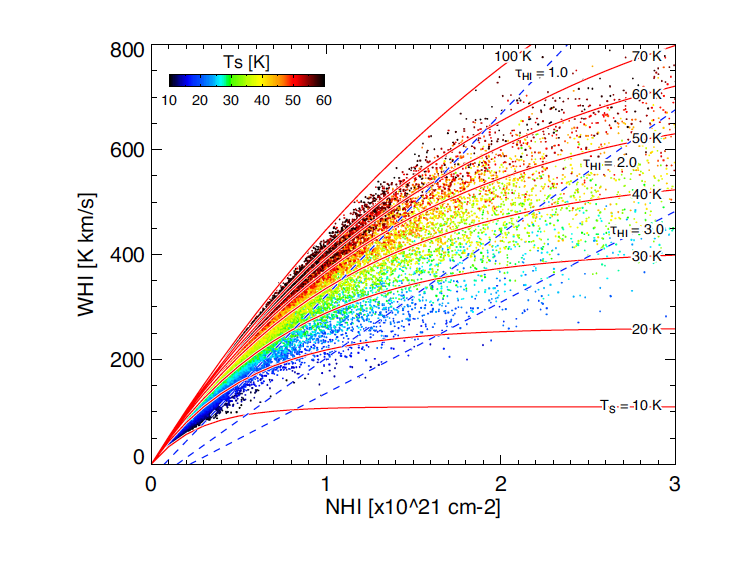 800
600
400
200
0
WHI [K km/s]
Ts [K]
10 20 30 40 50 60
100 K
70 K
τHI = 1.0
60 K
50 K
τHI = 2.0
40 K
τHI = 3.0
30 K
20 K
TS = 10 K
0 1 2 3
NHI [x10^21 cm-2]